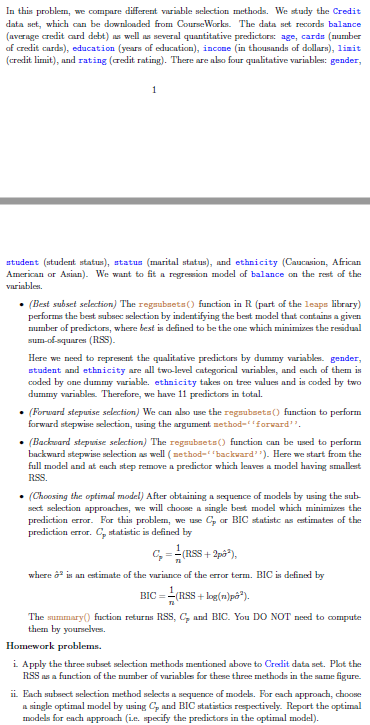 In this problem, we compare different variable selection methods. We study the Credit
data set, which can be downloaded from CourseWorks. The data set records balance
(average credit card debt) as well as several quantitative predictors: age, cards (number
of credit cards), education (years of education), income (in thousands of dollars), limit
(credit limit), and rating (credit rating). There are also four qualitative variables: gender,
1
student (student status), status (marital status), and ethnicity (Caucasion, African
American or Asian). We want to fit a regression model of balance on the rest of the
variables.
• (Best subset selection) The regsubsets() function in R (part of the leaps library)
performs the best subsec selection by indentifying the best model that contains a given
number of predictors, where best is defined to be the one which minimizes the residual
sum-of-squares (RSS).
Here we need to represent the qualitative predictors by dummy variables. gender,
student and ethnicity are all two-level categorical variables, and each of them is
coded by one dummy variable. ethnicity takes on tree values and is coded by two
dummy variables. Therefore, we have 11 predictors in total.
• (Forward stepwise selection) We can also use the regsubsets() function to perform
forward stepwise selection, using the argument method=‘‘forward’’.
• (Backward stepwise selection) The regsubsets() function can be used to perform
backward stepwise selection as well ( method=‘‘backward’’). Here we start from the
full model and at each step remove a predictor which leaves a model having smallest
RSS.
• (Choosing the optimal model) After obtaining a sequence of models by using the sub-
sect selection approaches, we will choose a single best model which minimizes the
prediction error. For this problem, we use Cp or BIC statistc as estimates of the
prediction error. Cp statistic is defined by
Cp = 1/n (RSS + 2pσ̂²),
where σ̂² is an estimate of the variance of the error term. BIC is defined by
BIC = 1/n (RSS + log(n)pσ̂²).
The summary() fuction returns RSS, Cp and BIC. You DO NOT need to compute
them by yourselves.
Homework problems.
i. Apply the three subset selection methods mentioned above to Credit data set. Plot the
RSS as a function of the number of variables for these three methods in the same figure.
ii. Each subsect selection method selects a sequence of models. For each approach, choose
a single optimal model by using Cp and BIC statistics respectively. Report the optimal
models for each approach (i.e. specify the predictors in the optimal model).